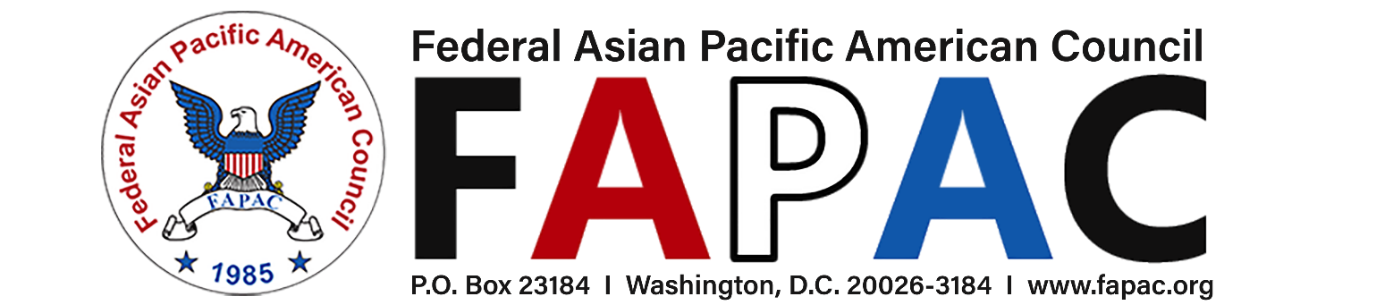 Federal Asian Pacific American Council
FAPAC
1985
Federal Asian Pacific American Council
FAPAC
P.O. Box 23184 I Washington, D.C. 20026-3184 I www.fapac.org